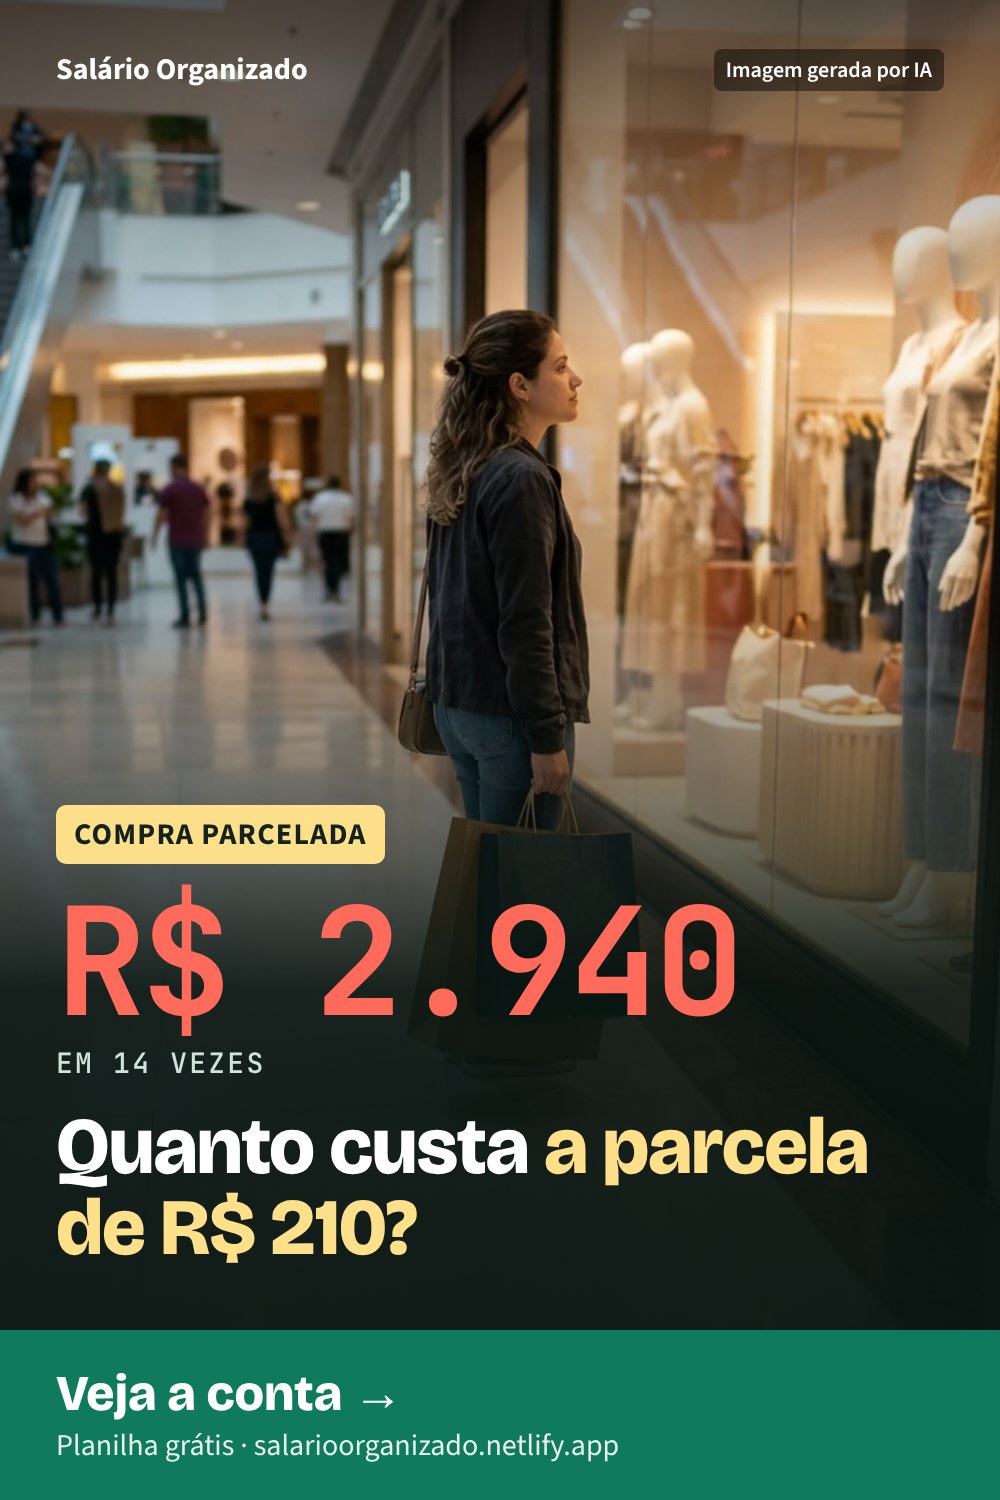 Salário Organizado
Imagem gerada por IA
COMPRA PARCELADA
R$ 2.940
EM 14 VEZES
Quanto custa a parcela
de R$ 210?
Veja a conta →
Planilha grátis · salarioorganizado.netlify.app